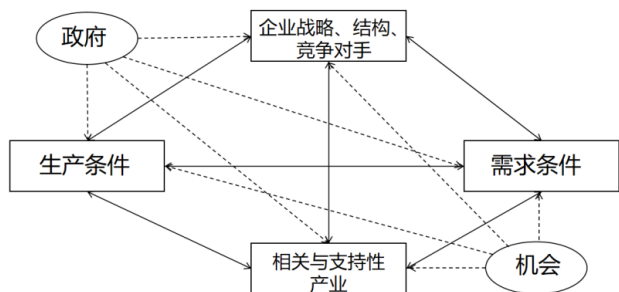 政府
企业战略、结构、
竞争对手
生产条件
需求条件
相关与支持性
产业
机会